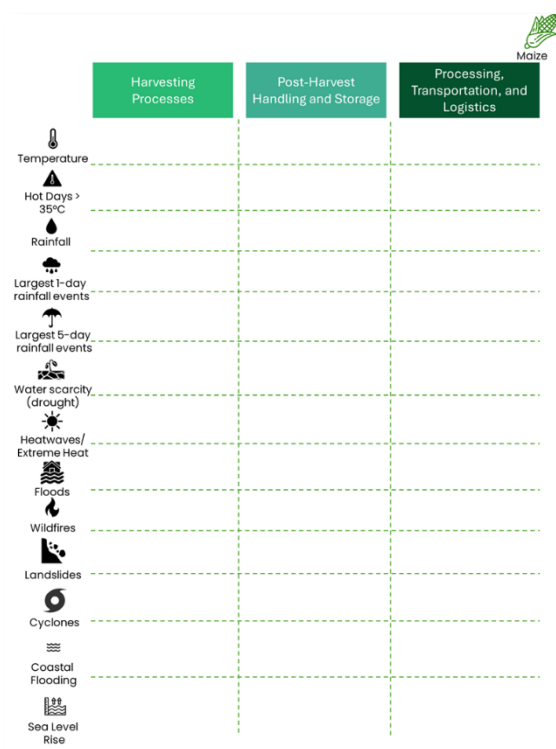 Maize
Harvesting
Processes
Post-Harvest
Handling and Storage
Processing,
Transportation, and
Logistics
Temperature
Hot Days >
35°C
Rainfall
Largest 1-day
rainfall events
Largest 5-day
rainfall events
Water scarcity
(drought)
Heatwaves/
Extreme Heat
Floods
Wildfires
Landslides
Cyclones
Coastal
Flooding
Sea Level
Rise